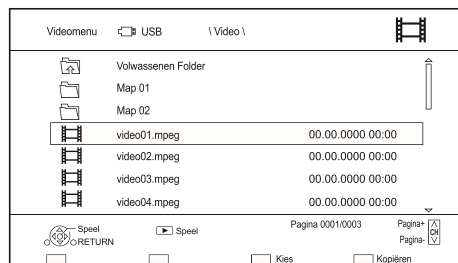 Videomenu USB \ Video \
Volwassenen Folder
Map 01
Map 02
video01.mpeg 00.00.0000 00:00
video02.mpeg 00.00.0000 00:00
video03.mpeg 00.00.0000 00:00
video04.mpeg 00.00.0000 00:00
Speel Speel Pagina 0001/0003 Pagina+
CH
RETURN Pagina-
Kies Kopiëren